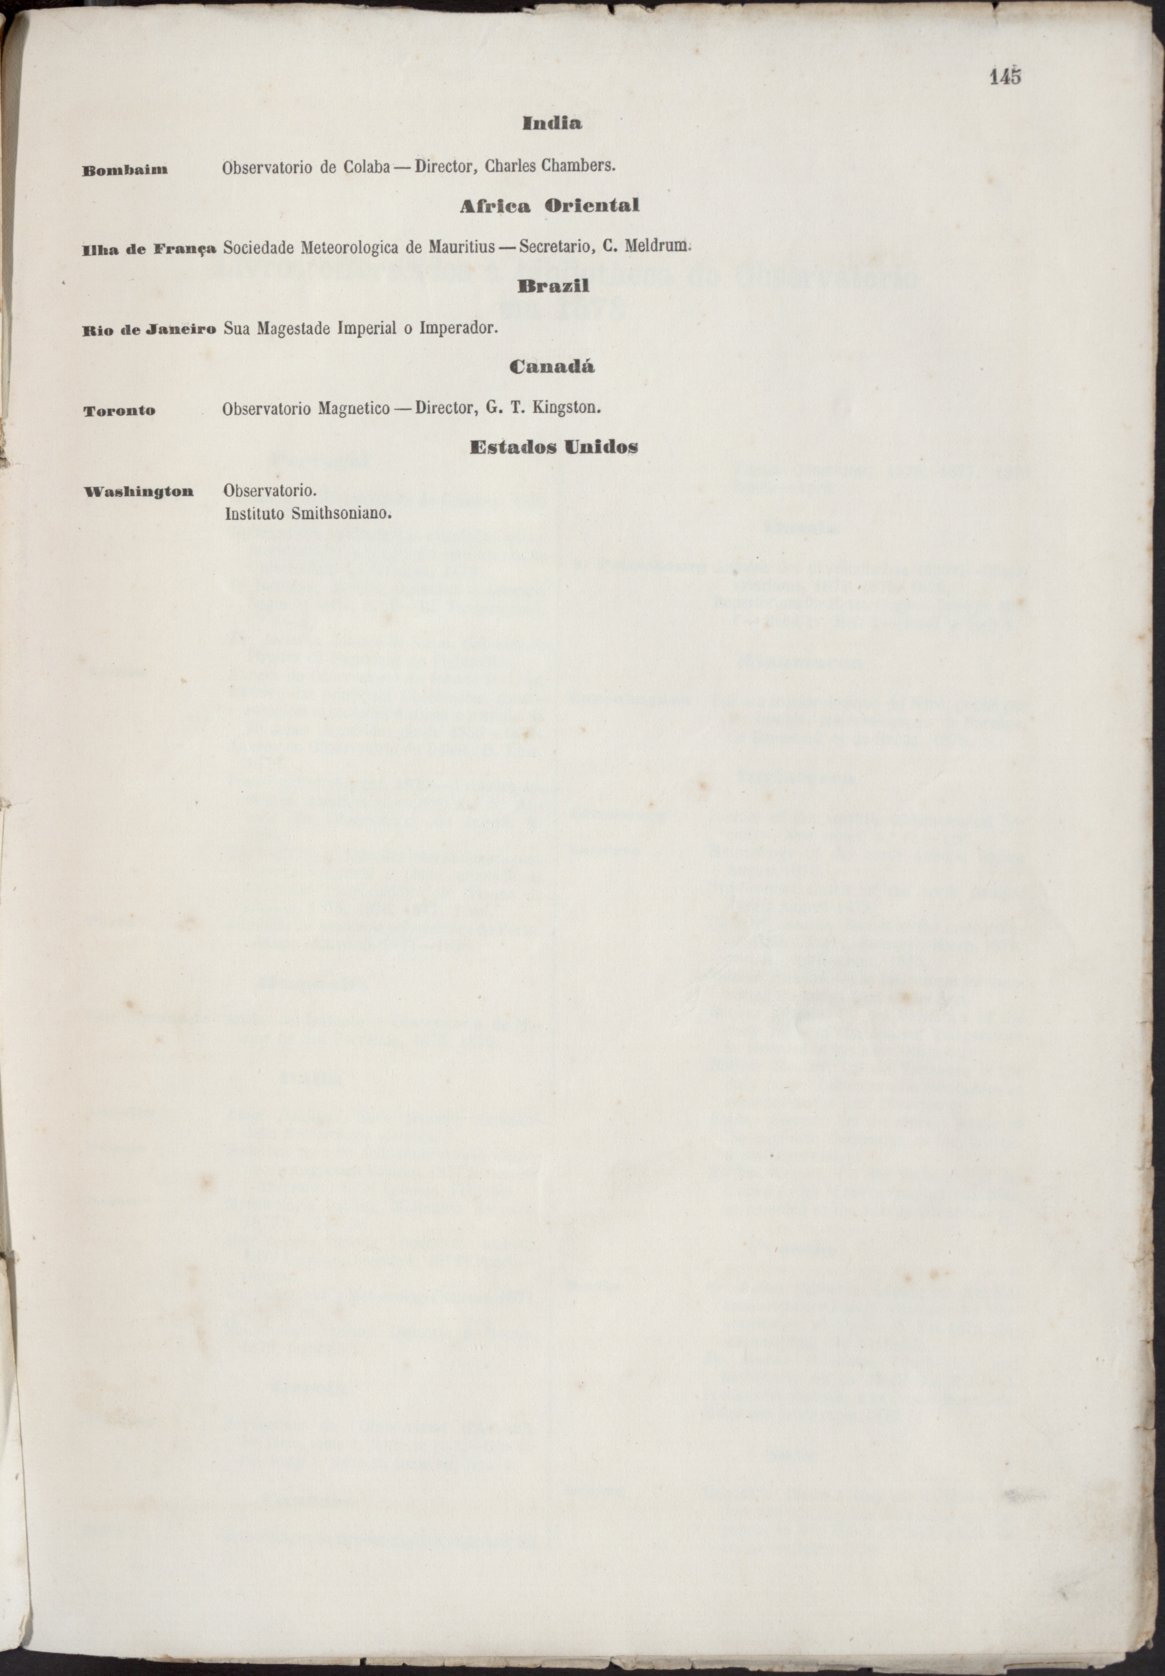 145
India
Bombaim Observatorio de Colaba — Director, Charles Chambers.
Africa Oriental
Ilha de França Sociedade Meteorologica de Mauritius — Secretario, C. Meldrum.
Brazil
Rio de Janeiro Sua Magestade Imperial o Imperador.
Canadá
Toronto Observatorio Magnetico — Director, G. T. Kingston.
Estados Unidos
Washington Observatorio.
Instituto Smithsoniano.